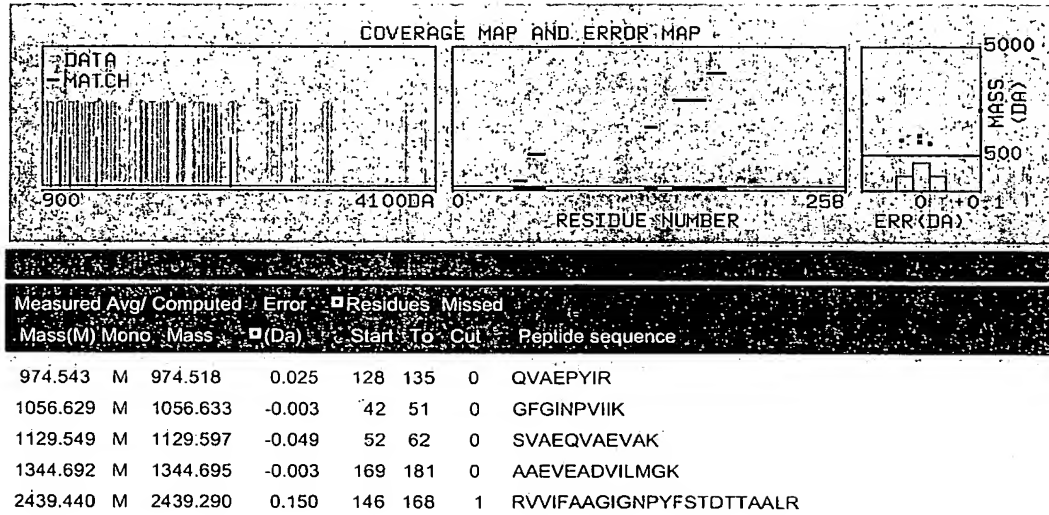 COVERAGE MAP AND ERROR MAP
DATA
MATCH
5000
MASS (DA)
500
900 4100DA 0 258 0
RESIDUE NUMBER ERR(DA)
Measured Avg/ Computed Error Residues Missed
Mass(M) Mono Mass (Da) Start To Cut Peptide sequence
974.543 M 974.518 0.025 128 135 0 QVAEPYIR
1056.629 M 1056.633 -0.003 42 51 0 GFGINPVIIK
1129.549 M 1129.597 -0.049 52 62 0 SVAEQVAEVAK
1344.692 M 1344.695 -0.003 169 181 0 AAEVEADVILMGK
2439.440 M 2439.290 0.150 146 168 1 RVVIFAAGIGNPYFSTDTTAALR